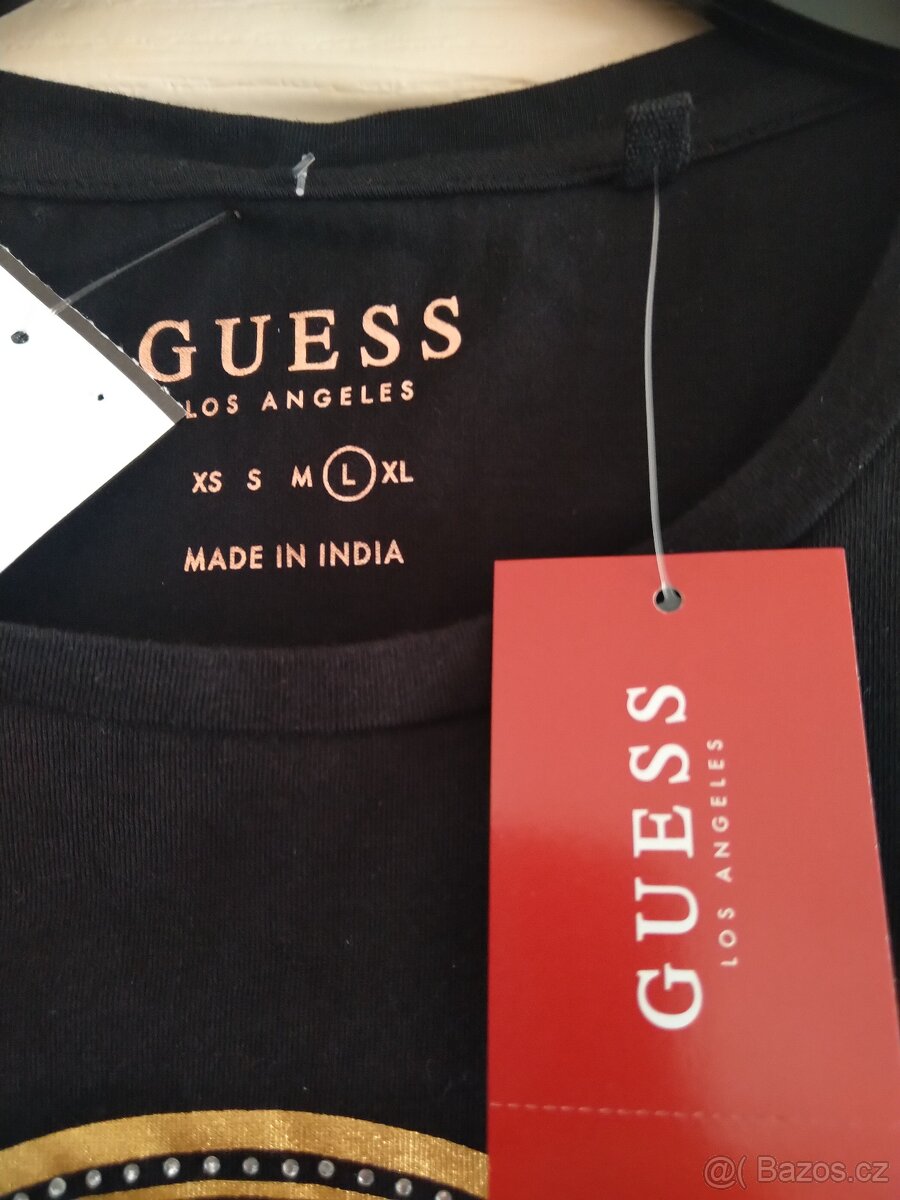 GUESS
LOS ANGELES
XS S M L XL
MADE IN INDIA
GUESS
LOS ANGELES
@( Bazos.cz